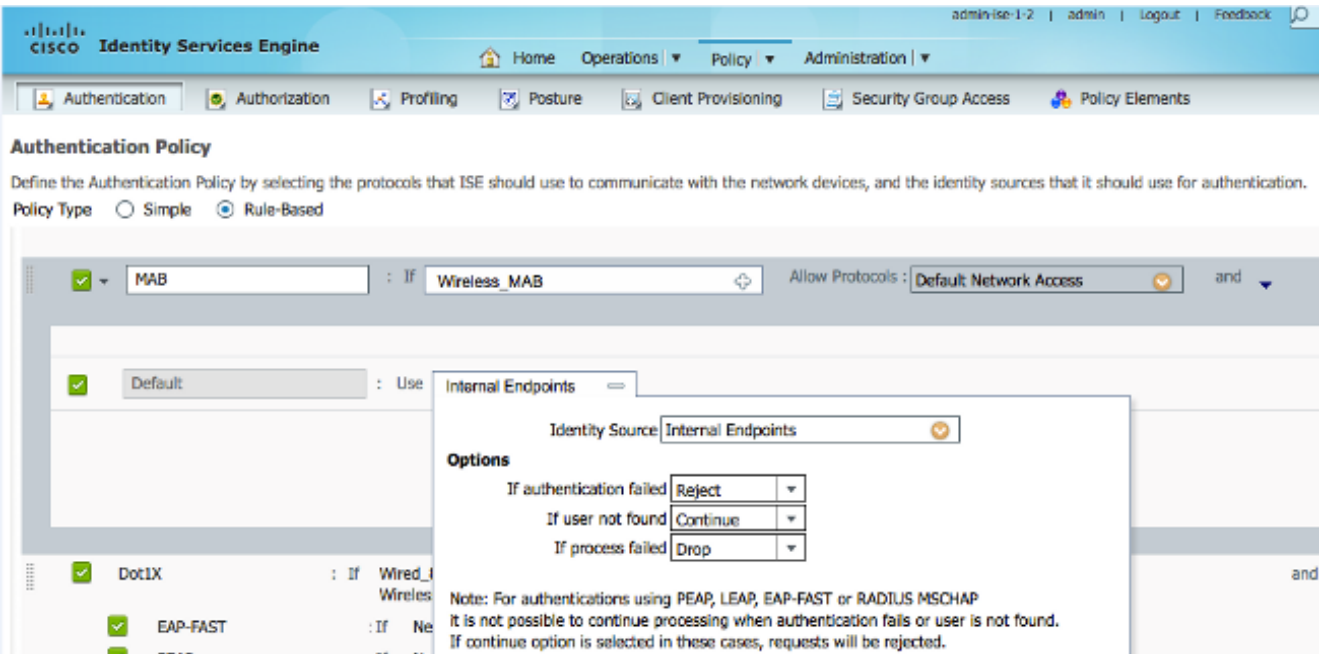 admin-ise-1-2 | admin | Logout | Feedback
CISCO Identity Services Engine
Home Operations | Policy | Administration |
Authentication Authorization Profiling Posture Client Provisioning Security Group Access Policy Elements
Authentication Policy
Define the Authentication Policy by selecting the protocols that ISE should use to communicate with the network devices, and the identity sources that it should use for authentication.
Policy Type Simple Rule-Based
MAB : If Wireless_MAB Allow Protocols : Default Network Access and
Default : Use Internal Endpoints
Identity Source Internal Endpoints
Options
If authentication failed Reject
If user not found Continue
If process failed Drop
Dot1X : If Wired_ and
Wireles
Note: For authentications using PEAP, LEAP, EAP-FAST or RADIUS MSCHAP
it is not possible to continue processing when authentication fails or user is not found.
If continue option is selected in these cases, requests will be rejected.
EAP-FAST : If Ne